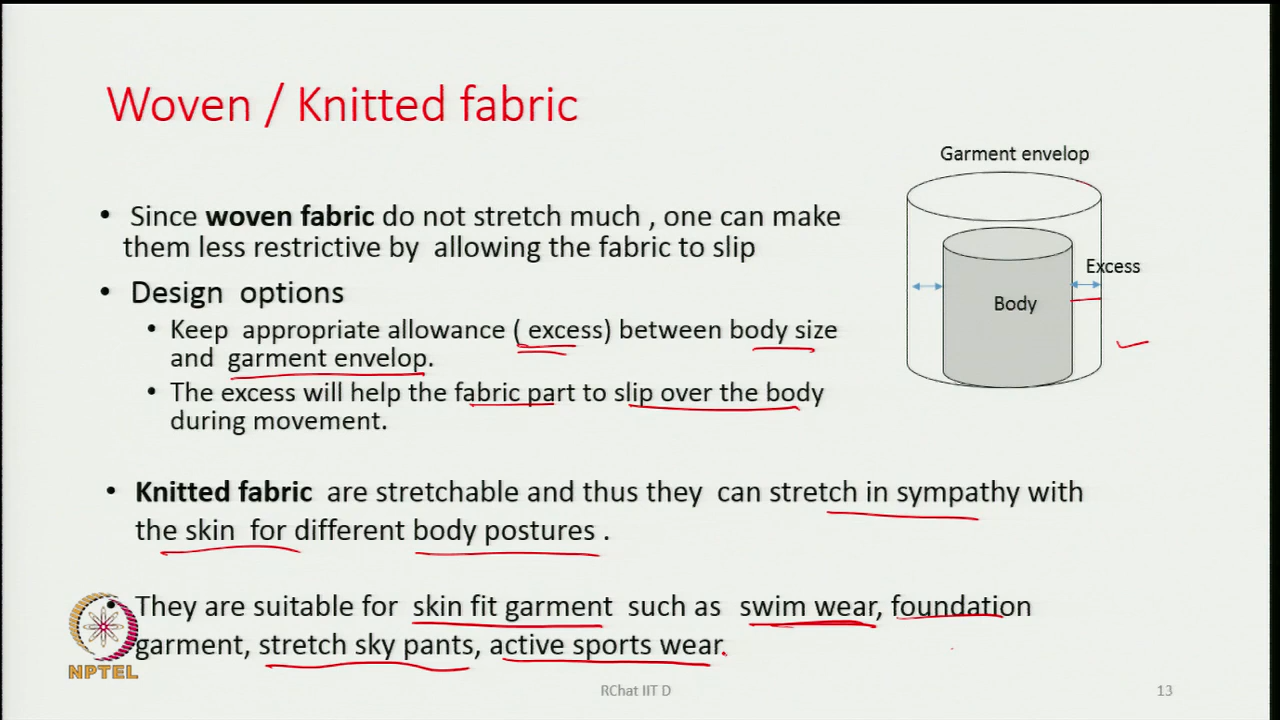 Woven / Knitted fabric
Garment envelop
Excess
Body
• Since woven fabric do not stretch much , one can make
them less restrictive by allowing the fabric to slip
• Design options
• Keep appropriate allowance ( excess) between body size
and garment envelop.
• The excess will help the fabric part to slip over the body
during movement.
• Knitted fabric are stretchable and thus they can stretch in sympathy with
the skin for different body postures .
• They are suitable for skin fit garment such as swim wear, foundation
garment, stretch sky pants, active sports wear.
NPTEL
RChat IIT D
13